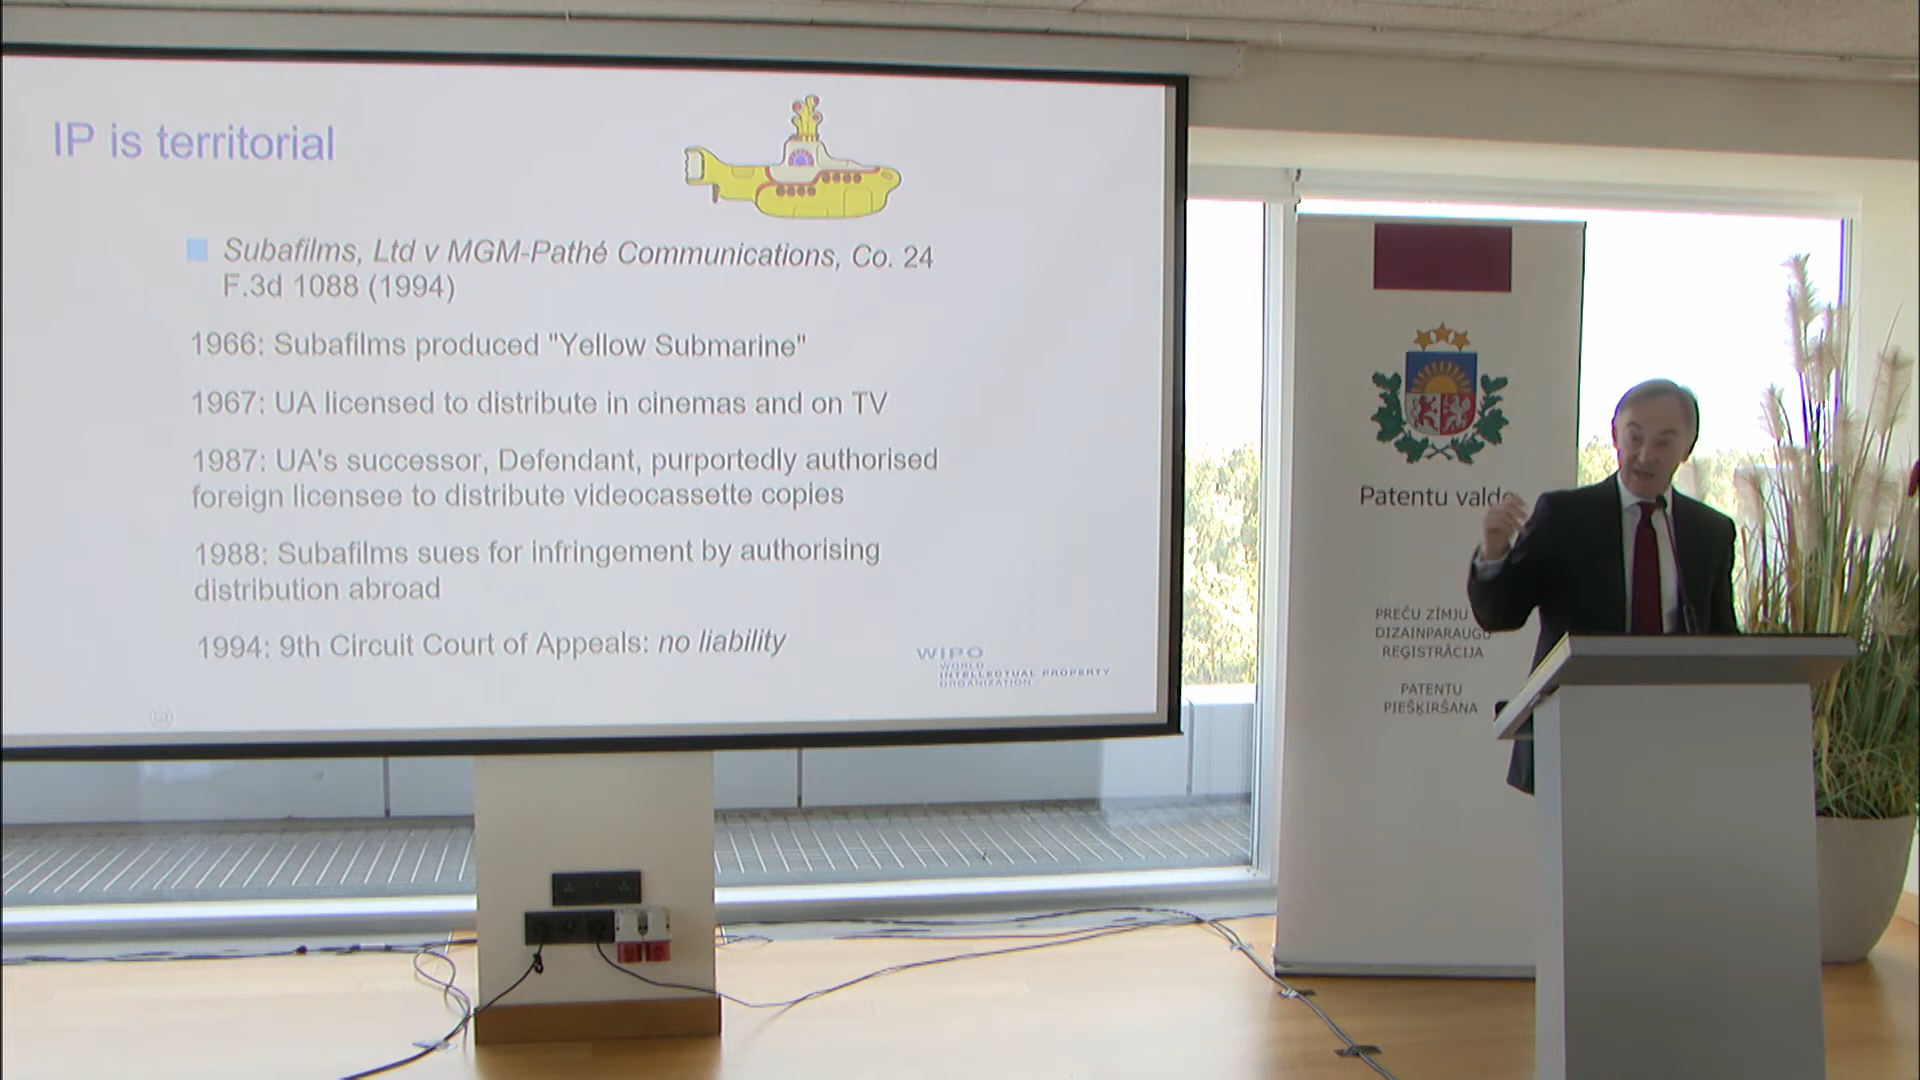 IP is territorial
Subafilms, Ltd v MGM-Pathé Communications, Co. 24
F.3d 1088 (1994)
1966: Subafilms produced "Yellow Submarine"
1967: UA licensed to distribute in cinemas and on TV
1987: UA's successor, Defendant, purportedly authorised
foreign licensee to distribute videocassette copies
1988: Subafilms sues for infringement by authorising
distribution abroad
1994: 9th Circuit Court of Appeals: no liability
WIPO
WORLD
INTELLECTUAL PROPERTY
ORGANIZATION
Patentu valde
PREČU ZĪMJU
DIZAINPARAUGU
REĢISTRĀCIJA
PATENTU
PIEŠĶIRŠANA